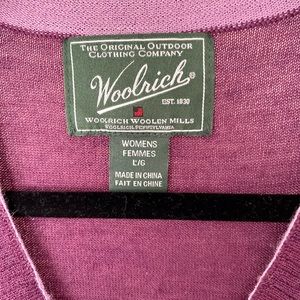 THE ORIGINAL OUTDOOR
CLOTHING COMPANY
Woolrich®
EST. 1830
WOOLRICH WOOLEN MILLS
WOOLRICH, PENNSYLVANIA
WOMENS
FEMMES
L/G
MADE IN CHINA
FAIT EN CHINE